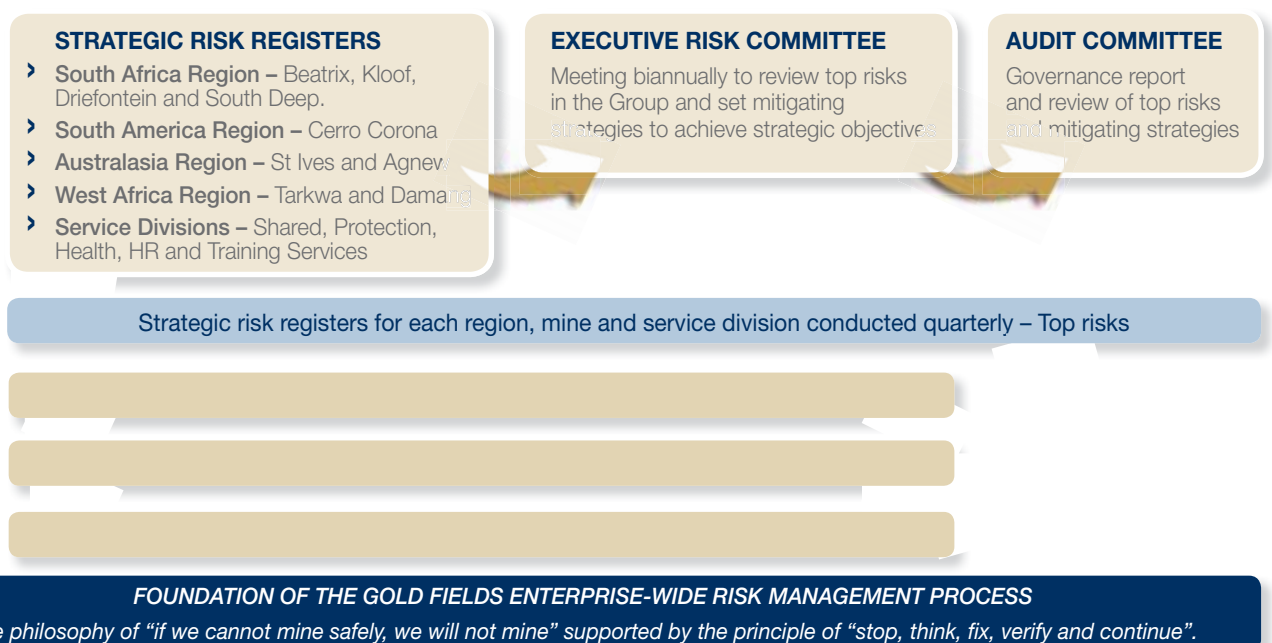 STRATEGIC RISK REGISTERS
› South Africa Region – Beatrix, Kloof,
Driefontein and South Deep.
› South America Region – Cerro Corona
› Australasia Region – St Ives and Agnew
› West Africa Region – Tarkwa and Damang
› Service Divisions – Shared, Protection,
Health, HR and Training Services
EXECUTIVE RISK COMMITTEE
Meeting biannually to review top risks
in the Group and set mitigating
strategies to achieve strategic objectives
AUDIT COMMITTEE
Governance report
and review of top risks
and mitigating strategies
Strategic risk registers for each region, mine and service division conducted quarterly – Top risks
FOUNDATION OF THE GOLD FIELDS ENTERPRISE-WIDE RISK MANAGEMENT PROCESS
philosophy of “if we cannot mine safely, we will not mine” supported by the principle of “stop, think, fix, verify and continue”.